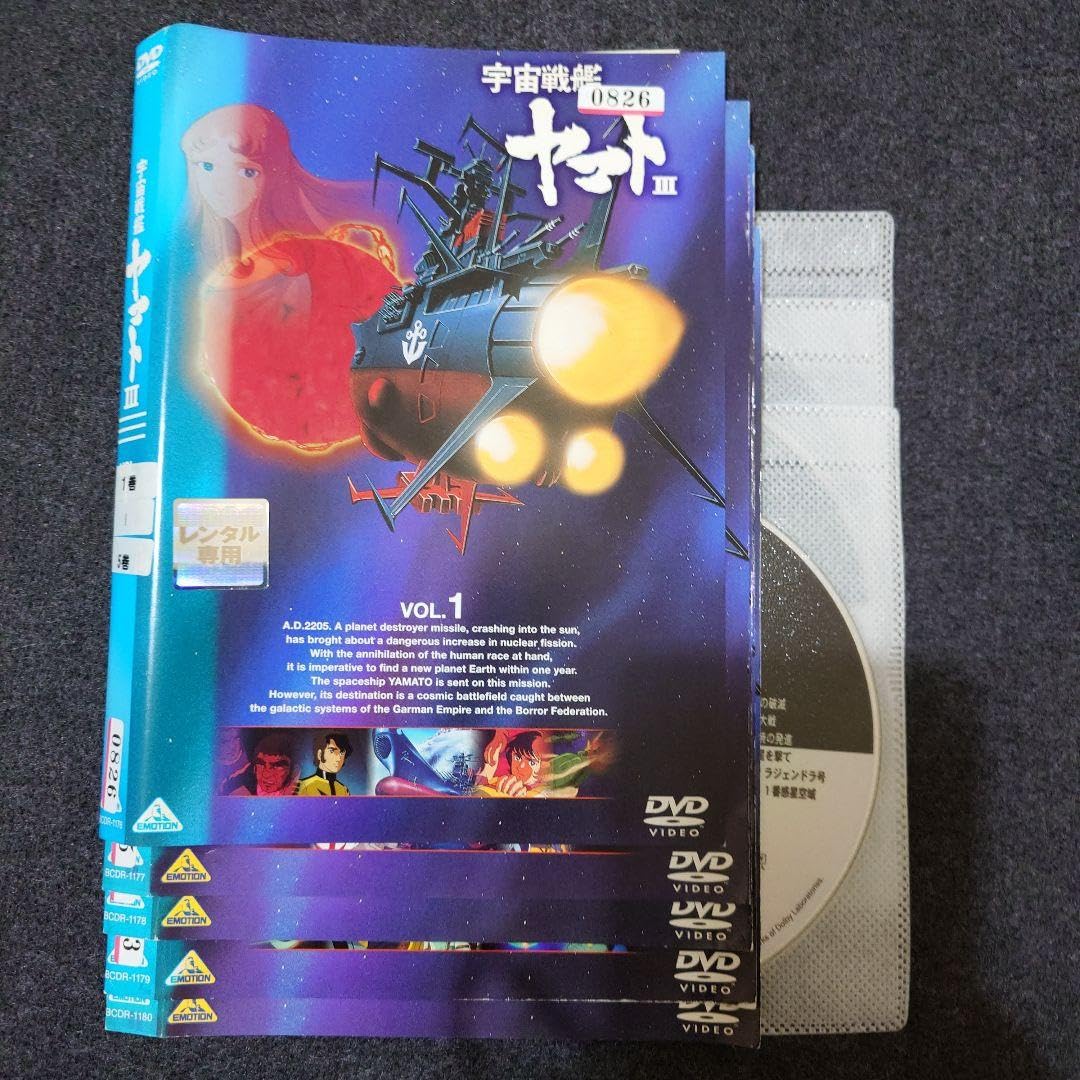 DVD
VIDEO
宇宙戦艦
0826
ヤマト III
宇宙戦艦
ヤマト III
1巻
レンタル
専用
VOL.1
A.D.2205. A planet destroyer missile, crashing into the sun,
has broght about a dangerous increase in nuclear fission.
With the annihilation of the human race at hand,
it is imperative to find a new planet Earth within one year.
The spaceship YAMATO is sent on this mission.
However, its destination is a cosmic battlefield caught between
the galactic systems of the Garman Empire and the Borror Federation.
0826
BCDR-1176
EMOTION
DVD
VIDEO
BCDR-1177
EMOTION
DVD
VIDEO
BCDR-1178
EMOTION
DVD
VIDEO
3
BCDR-1179
EMOTION
DVD
VIDEO
EMOTION
BCDR-1180
EMOTION
DVD
VIDEO
の破滅
大戦
の発進
を撃て
ラジェンドラ号
1番惑星空域
of Dolby Laboratories